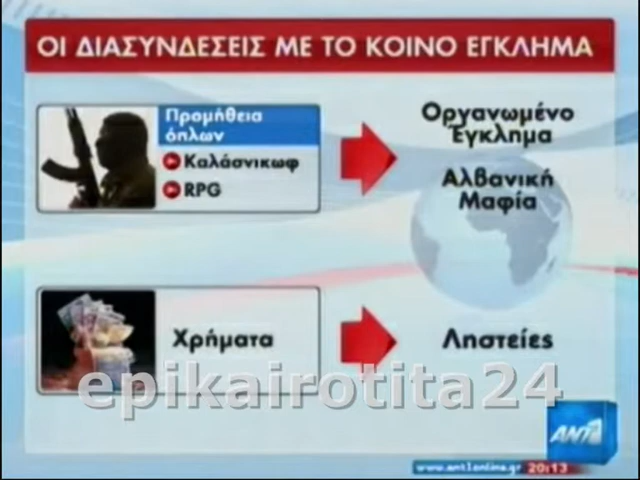 ΟΙ ΔΙΑΣΥΝΔΕΣΕΙΣ ΜΕ ΤΟ ΚΟΙΝΟ ΕΓΚΛΗΜΑ
Προμήθεια
όπλων
Καλάσνικωφ
RPG
Οργανωμένο
Έγκλημα
Αλβανική
Μαφία
Χρήματα
Ληστείες
epikairotita24
ANT1
www.ant1online.gr 20:13